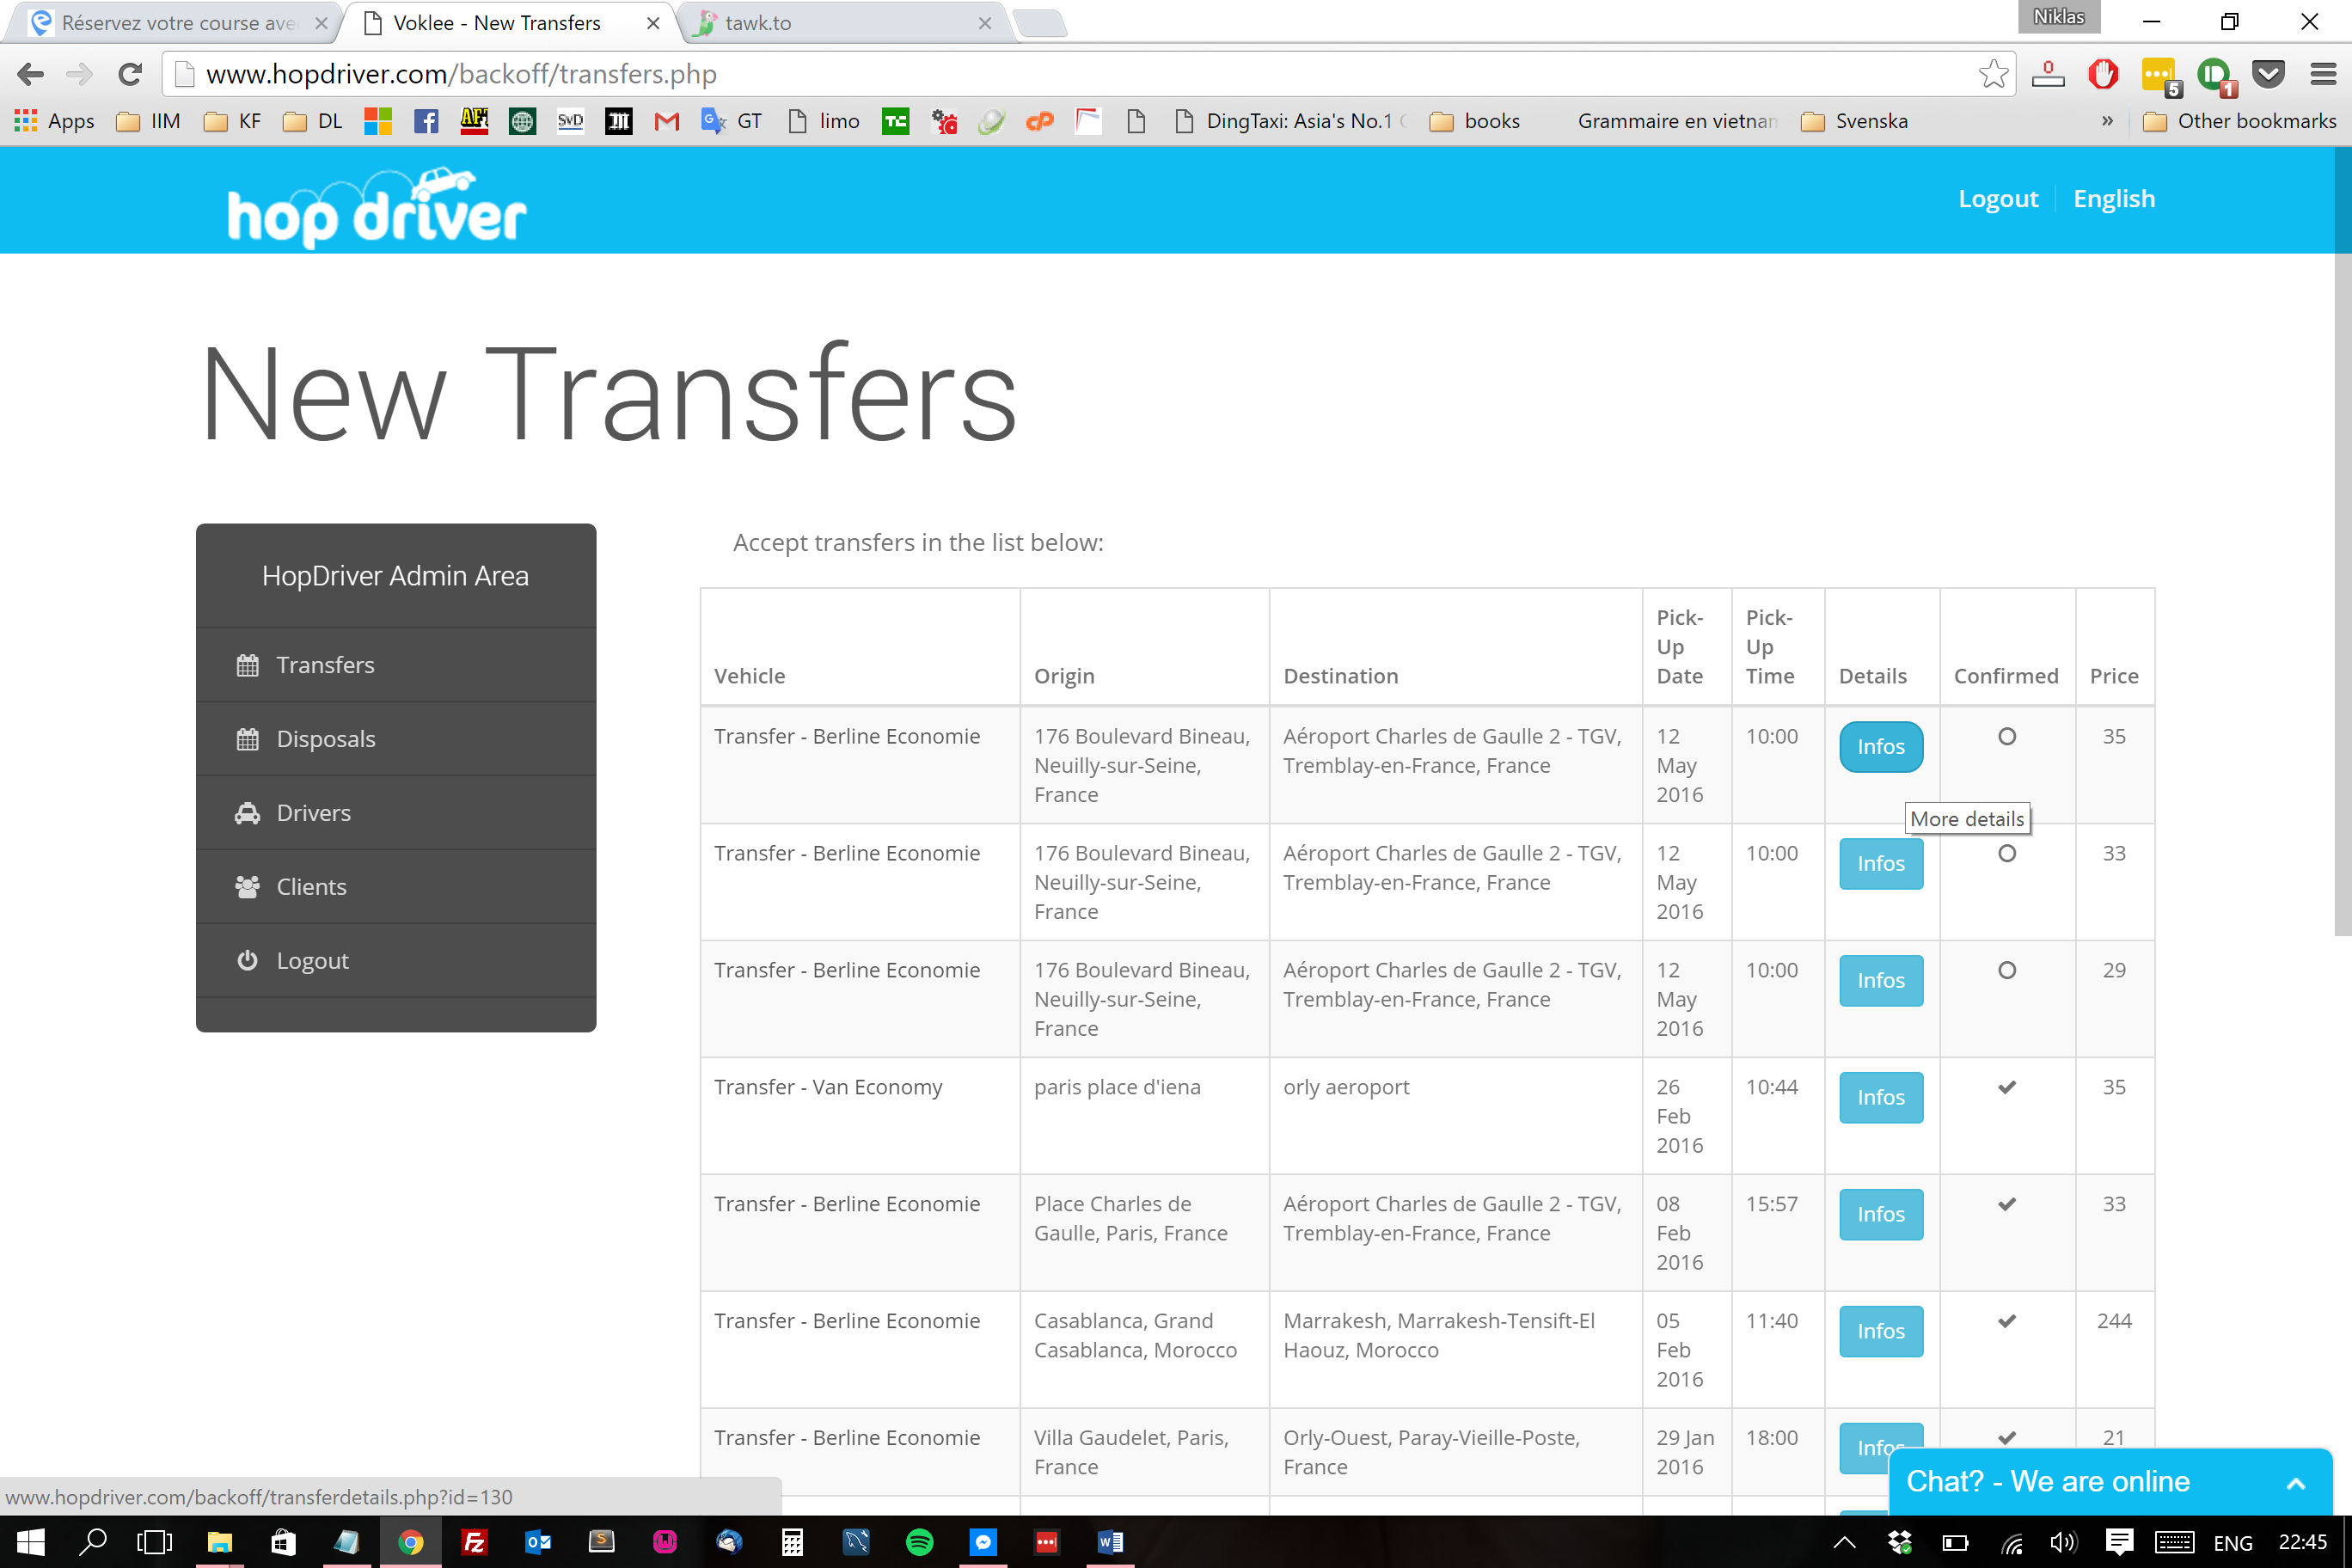 Réservez votre course ave
Voklee - New Transfers
tawk.to
Niklas
www.hopdriver.com/backoff/transfers.php
0
5
1
Apps
IIM
KF
DL
AF
SvD
GT
limo
TC
DingTaxi: Asia's No.1
books
Grammaire en vietnam
Svenska
»
Other bookmarks
hop driver
Logout
English
New Transfers
HopDriver Admin Area
Transfers
Disposals
Drivers
Clients
Logout
Accept transfers in the list below:
Vehicle
Origin
Destination
Pick-
Up
Date
Pick-
Up
Time
Details
Confirmed
Price
Transfer - Berline Economie
176 Boulevard Bineau,
Neuilly-sur-Seine,
France
Aéroport Charles de Gaulle 2 - TGV,
Tremblay-en-France, France
12
May
2016
10:00
Infos
35
More details
Transfer - Berline Economie
176 Boulevard Bineau,
Neuilly-sur-Seine,
France
Aéroport Charles de Gaulle 2 - TGV,
Tremblay-en-France, France
12
May
2016
10:00
Infos
33
Transfer - Berline Economie
176 Boulevard Bineau,
Neuilly-sur-Seine,
France
Aéroport Charles de Gaulle 2 - TGV,
Tremblay-en-France, France
12
May
2016
10:00
Infos
29
Transfer - Van Economy
paris place d'iena
orly aeroport
26
Feb
2016
10:44
Infos
35
Transfer - Berline Economie
Place Charles de
Gaulle, Paris, France
Aéroport Charles de Gaulle 2 - TGV,
Tremblay-en-France, France
08
Feb
2016
15:57
Infos
33
Transfer - Berline Economie
Casablanca, Grand
Casablanca, Morocco
Marrakesh, Marrakesh-Tensift-El
Haouz, Morocco
05
Feb
2016
11:40
Infos
244
Transfer - Berline Economie
Villa Gaudelet, Paris,
France
Orly-Ouest, Paray-Vieille-Poste,
France
29 Jan
2016
18:00
Infos
21
Chat? - We are online
www.hopdriver.com/backoff/transferdetails.php?id=130
ENG
22:45